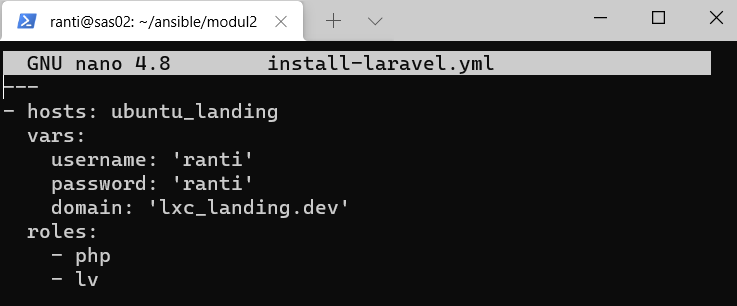 ranti@sas02: ~/ansible/modul2
GNU nano 4.8 install-laravel.yml
---
- hosts: ubuntu_landing
  vars:
    username: 'ranti'
    password: 'ranti'
    domain: 'lxc_landing.dev'
  roles:
    - php
    - lv